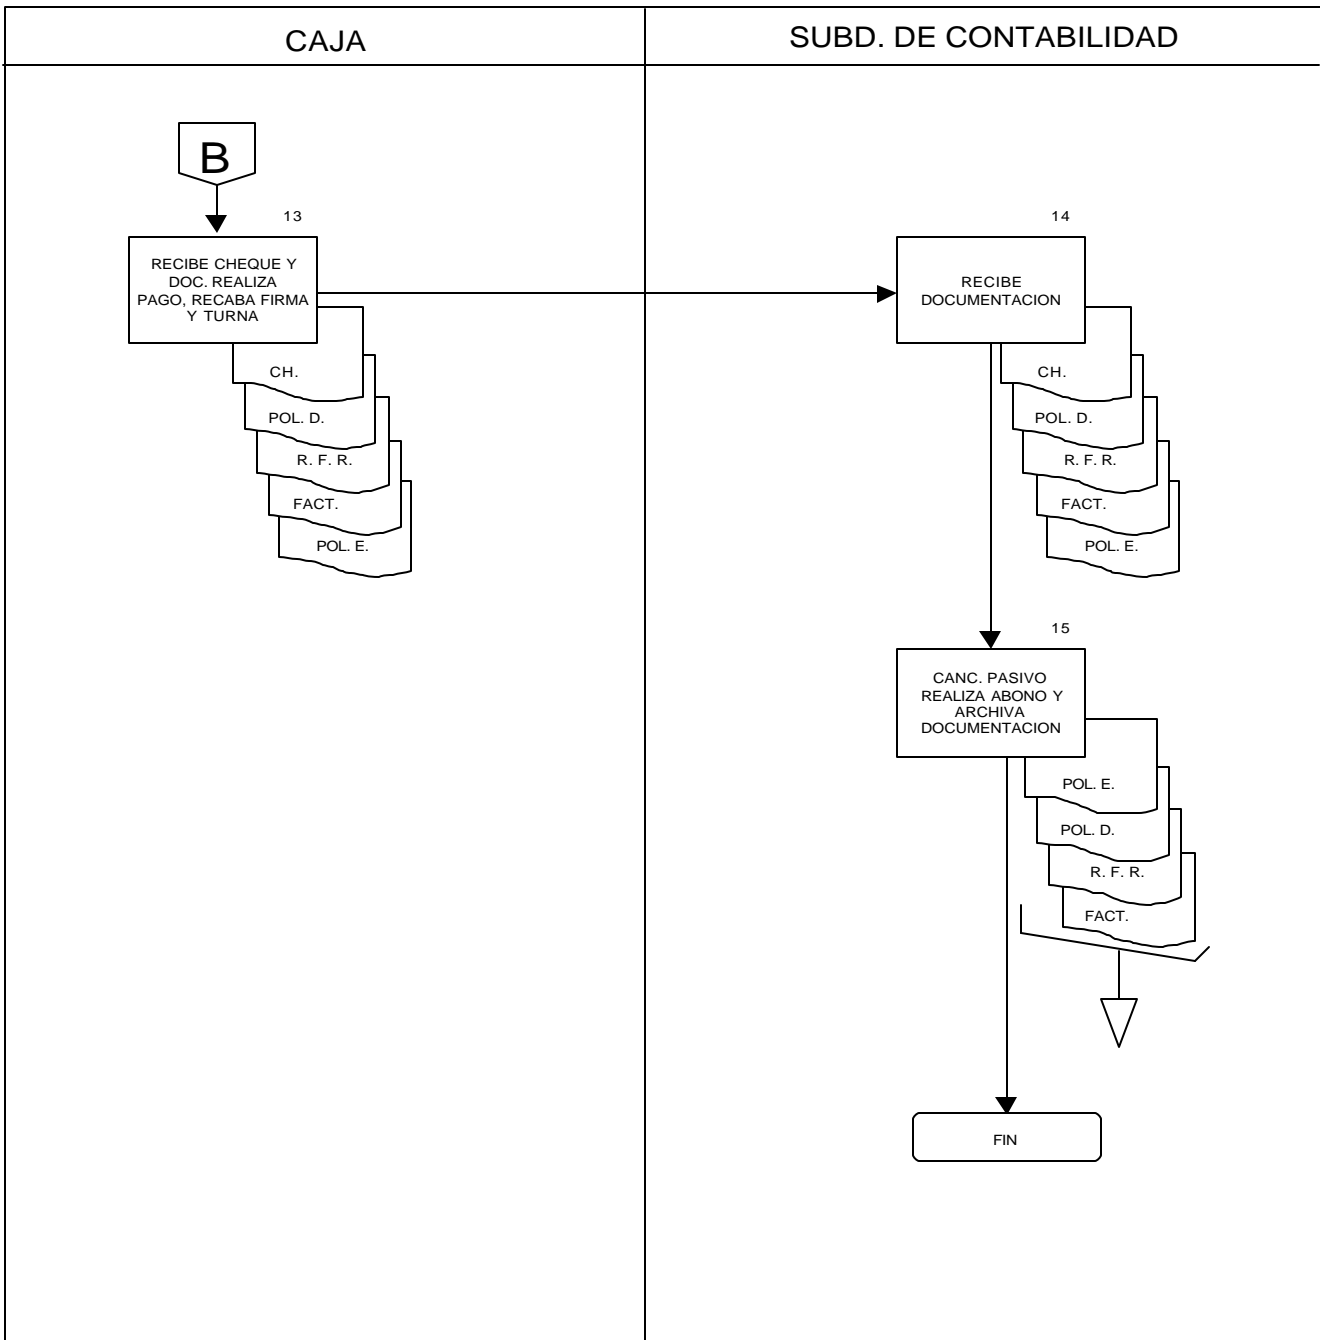 CAJA
SUBD. DE CONTABILIDAD
B
13
RECIBE CHEQUE Y
DOC. REALIZA
PAGO, RECABA FIRMA
Y TURNA
CH.
POL. D.
R. F. R.
FACT.
POL. E.
14
RECIBE
DOCUMENTACION
CH.
POL. D.
R. F. R.
FACT.
POL. E.
15
CANC. PASIVO
REALIZA ABONO Y
ARCHIVA
DOCUMENTACION
POL. E.
POL. D.
R. F. R.
FACT.
FIN